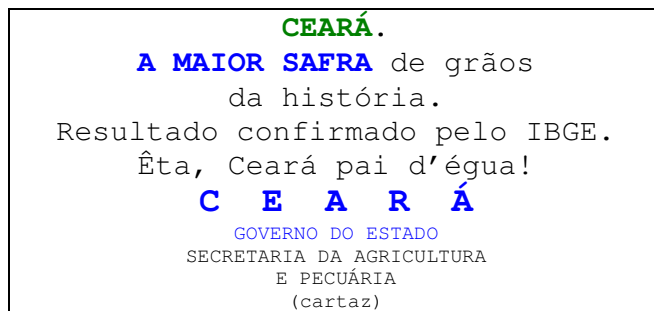 CEARÁ.
A MAIOR SAFRA de grãos
da história.
Resultado confirmado pelo IBGE.
Êta, Ceará pai d’égua!
C E A R Á
GOVERNO DO ESTADO
SECRETARIA DA AGRICULTURA
E PECUÁRIA
(cartaz)